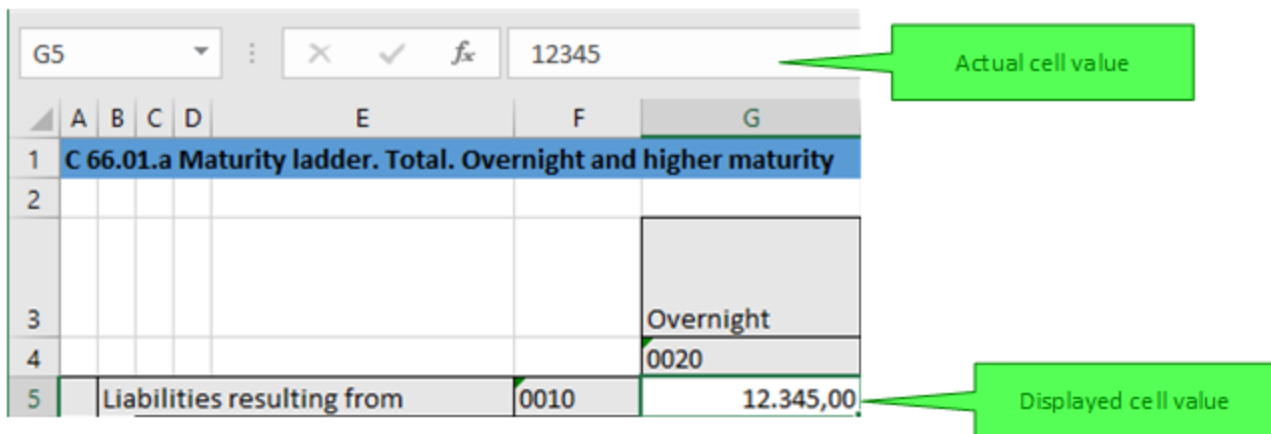 G5 fx 12345
Actual cell value
A B C D E F G
1 C 66.01.a Maturity ladder. Total. Overnight and higher maturity
2
3 Overnight
4 0020
5 Liabilities resulting from 0010 12.345,00
Displayed cell value